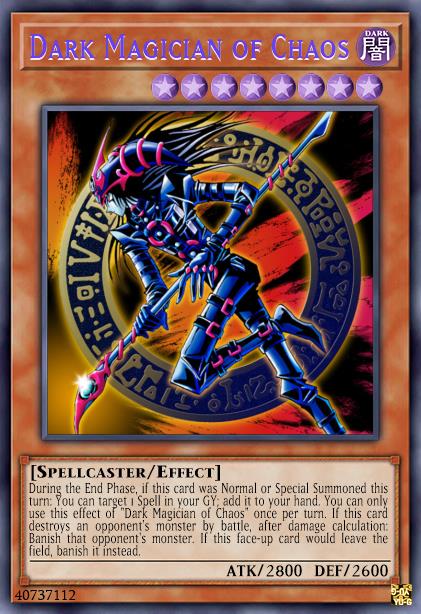 DARK MAGICIAN OF CHAOS
DARK
闇
[SPELLCASTER/EFFECT]
During the End Phase, if this card was Normal or Special Summoned this
turn: You can target 1 Spell in your GY; add it to your hand. You can only
use this effect of "Dark Magician of Chaos" once per turn. If this card
destroys an opponent's monster by battle, after damage calculation:
Banish that opponent's monster. If this face-up card would leave the
field, banish it instead.
ATK/2800 DEF/2600
40737112